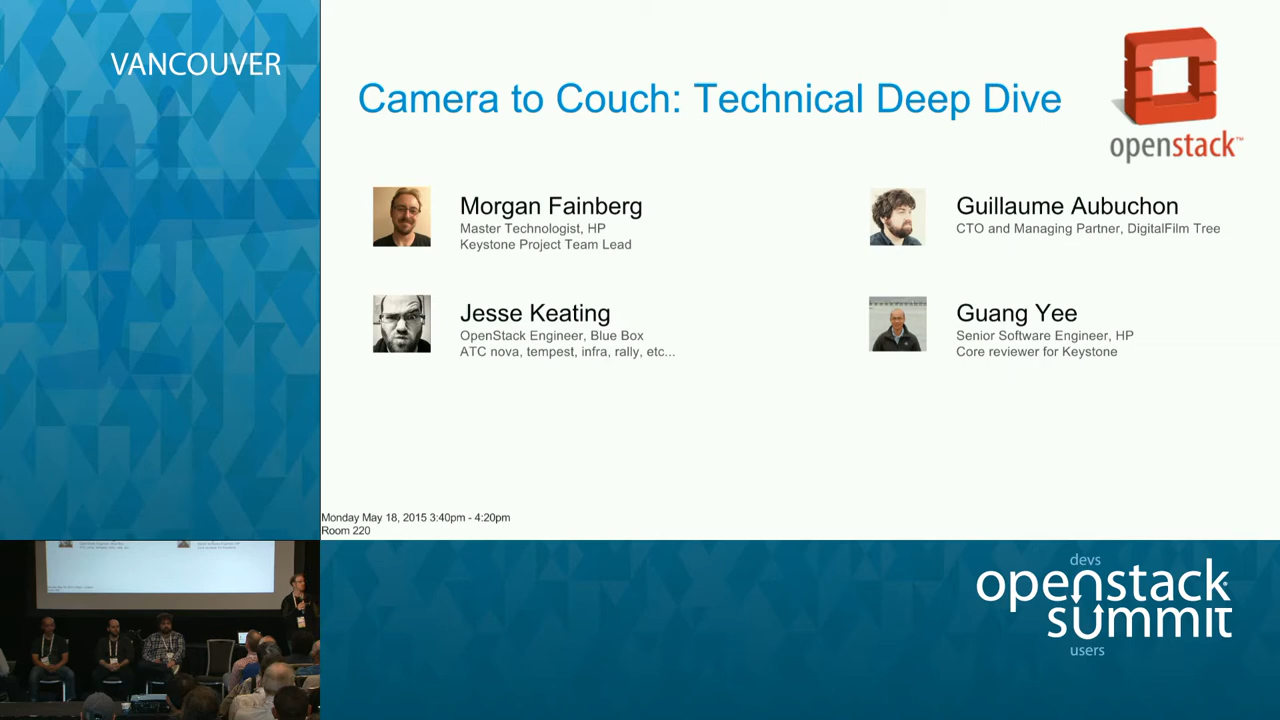 VANCOUVER
Camera to Couch: Technical Deep Dive
openstack™
Morgan Fainberg
Master Technologist, HP
Keystone Project Team Lead
Guillaume Aubuchon
CTO and Managing Partner, DigitalFilm Tree
Jesse Keating
OpenStack Engineer, Blue Box
ATC nova, tempest, infra, rally, etc...
Guang Yee
Senior Software Engineer, HP
Core reviewer for Keystone
Monday May 18, 2015 3:40pm - 4:20pm
Room 220
devs
openstack
summit
users